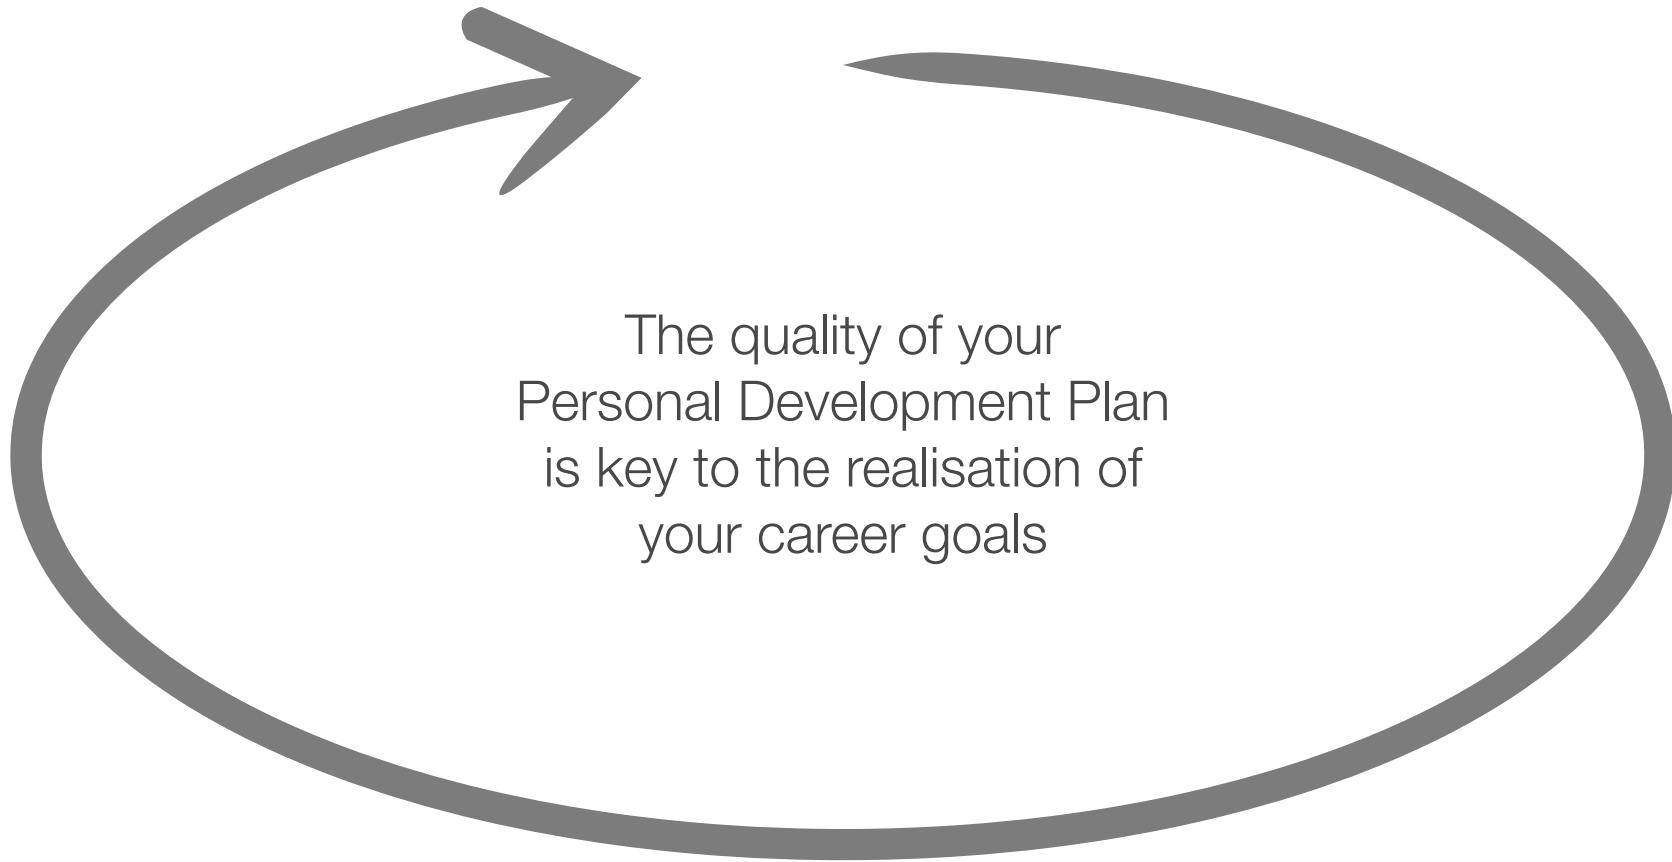 The quality of your
Personal Development Plan
is key to the realisation of
your career goals